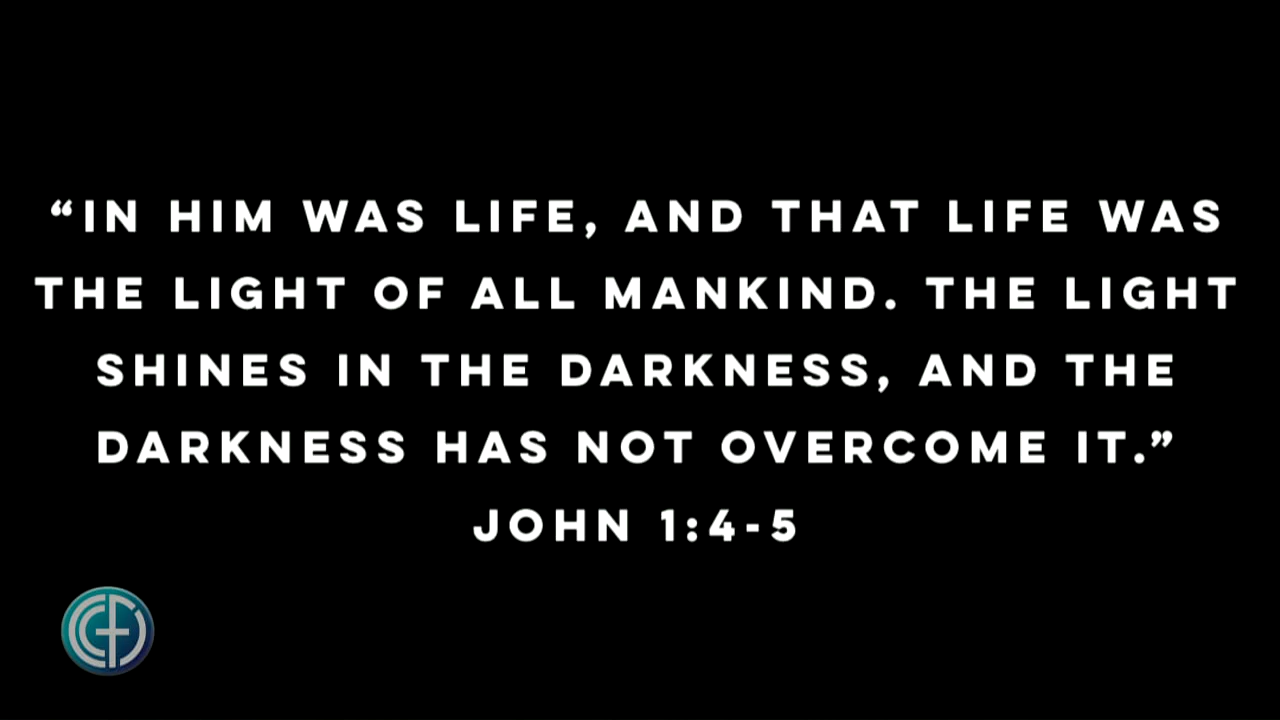 “IN HIM WAS LIFE, AND THAT LIFE WAS
THE LIGHT OF ALL MANKIND. THE LIGHT
SHINES IN THE DARKNESS, AND THE
DARKNESS HAS NOT OVERCOME IT.”
JOHN 1:4-5